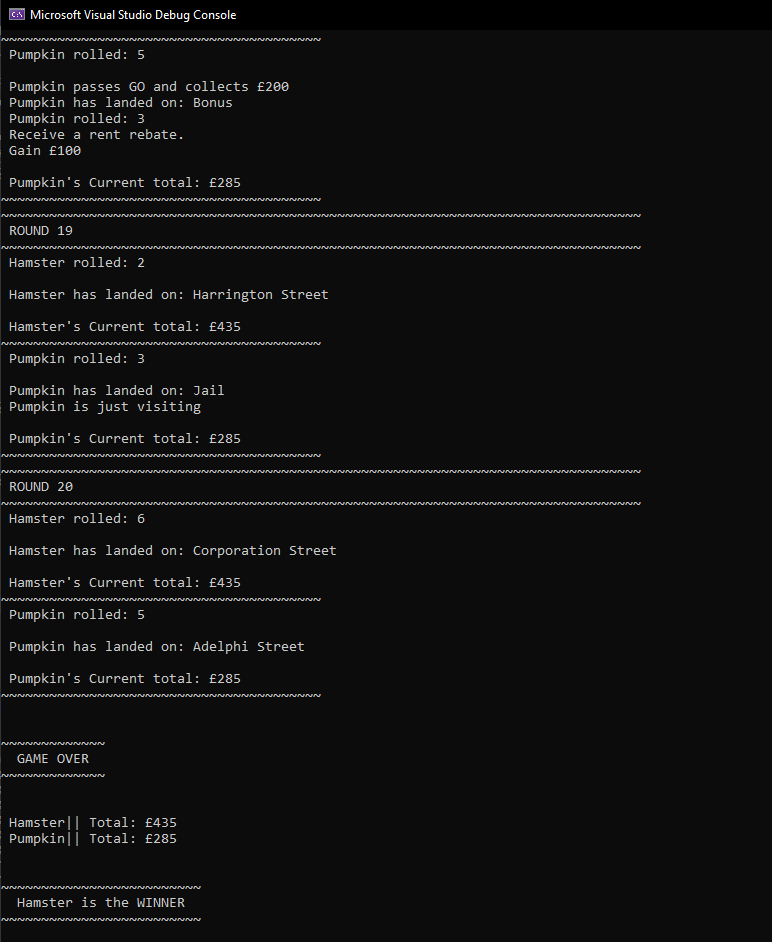 Microsoft Visual Studio Debug Console
~~~~~~~~~~~~~~~~~~~~~~~~~~~~~~~~~~~~~~~~
Pumpkin rolled: 5
Pumpkin passes GO and collects £200
Pumpkin has landed on: Bonus
Pumpkin rolled: 3
Receive a rent rebate.
Gain £100
Pumpkin's Current total: £285
~~~~~~~~~~~~~~~~~~~~~~~~~~~~~~~~~~~~~~~~
~~~~~~~~~~~~~~~~~~~~~~~~~~~~~~~~~~~~~~~~~~~~~~~~~~~~~~~~~~~~~~~~~~~~~~~~~~~~~~~~
ROUND 19
~~~~~~~~~~~~~~~~~~~~~~~~~~~~~~~~~~~~~~~~~~~~~~~~~~~~~~~~~~~~~~~~~~~~~~~~~~~~~~~~
Hamster rolled: 2
Hamster has landed on: Harrington Street
Hamster's Current total: £435
~~~~~~~~~~~~~~~~~~~~~~~~~~~~~~~~~~~~~~~~
Pumpkin rolled: 3
Pumpkin has landed on: Jail
Pumpkin is just visiting
Pumpkin's Current total: £285
~~~~~~~~~~~~~~~~~~~~~~~~~~~~~~~~~~~~~~~~
~~~~~~~~~~~~~~~~~~~~~~~~~~~~~~~~~~~~~~~~~~~~~~~~~~~~~~~~~~~~~~~~~~~~~~~~~~~~~~~~
ROUND 20
~~~~~~~~~~~~~~~~~~~~~~~~~~~~~~~~~~~~~~~~~~~~~~~~~~~~~~~~~~~~~~~~~~~~~~~~~~~~~~~~
Hamster rolled: 6
Hamster has landed on: Corporation Street
Hamster's Current total: £435
~~~~~~~~~~~~~~~~~~~~~~~~~~~~~~~~~~~~~~~~
Pumpkin rolled: 5
Pumpkin has landed on: Adelphi Street
Pumpkin's Current total: £285
~~~~~~~~~~~~~~~~~~~~~~~~~~~~~~~~~~~~~~~~
~~~~~~~~~~~~~
GAME OVER
~~~~~~~~~~~~~
Hamster|| Total: £435
Pumpkin|| Total: £285
~~~~~~~~~~~~~~~~~~~~~~~~~
Hamster is the WINNER
~~~~~~~~~~~~~~~~~~~~~~~~~